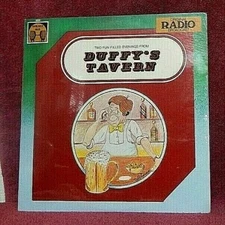 RADIO
TWO FUN-FILLED EVENINGS FROM
DUFFY'S
TAVERN